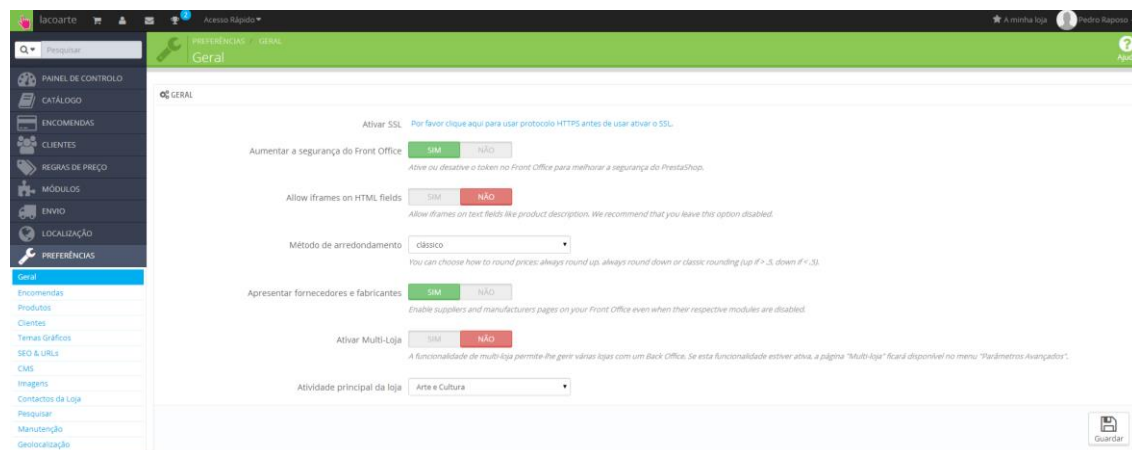 lacoarte
2
Acesso Rápido
A minha loja
Pedro Raposo
Pesquisar
PREFERÊNCIAS GERAL
Geral
PAINEL DE CONTROLO
CATÁLOGO
ENCOMENDAS
CLIENTES
REGRAS DE PREÇO
MÓDULOS
ENVIO
LOCALIZAÇÃO
PREFERÊNCIAS
Geral
Encomendas
Produtos
Clientes
Temas Gráficos
SEO & URLs
CMS
Imagens
Contactos da Loja
Pesquisar
Manutenção
Geolocalização
GERAL
Ativar SSL Por favor clique aqui para usar protocolo HTTPS antes de usar ativar o SSL.
Aumentar a segurança do Front Office SIM NÃO
Ative ou desative o token no Front Office para melhorar a segurança do PrestaShop.
Allow iframes on HTML fields SIM NÃO
Allow iframes on text fields like product description. We recommend that you leave this option disabled.
Método de arredondamento clássico
You can choose how to round prices: always round up, always round down or classic rounding (up if > .5, down if < .5).
Apresentar fornecedores e fabricantes SIM NÃO
Enable suppliers and manufacturers pages on your Front Office even when their respective modules are disabled.
Ativar Multi-Loja SIM NÃO
A funcionalidade de multi-loja permite-lhe gerir várias lojas com um Back Office. Se esta funcionalidade estiver ativa, a página "Multi-loja" ficará disponível no menu "Parâmetros Avançados".
Atividade principal da loja Arte e Cultura
Guardar